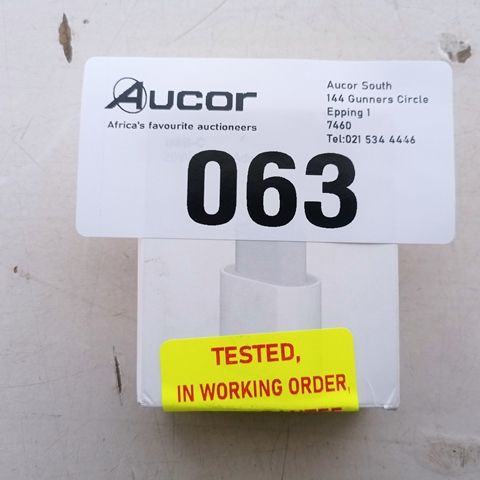 Aucor
Africa's favourite auctioneers
Aucor South
144 Gunners Circle
Epping 1
7460
Tel:021 534 4446
063
TESTED,
IN WORKING ORDER,